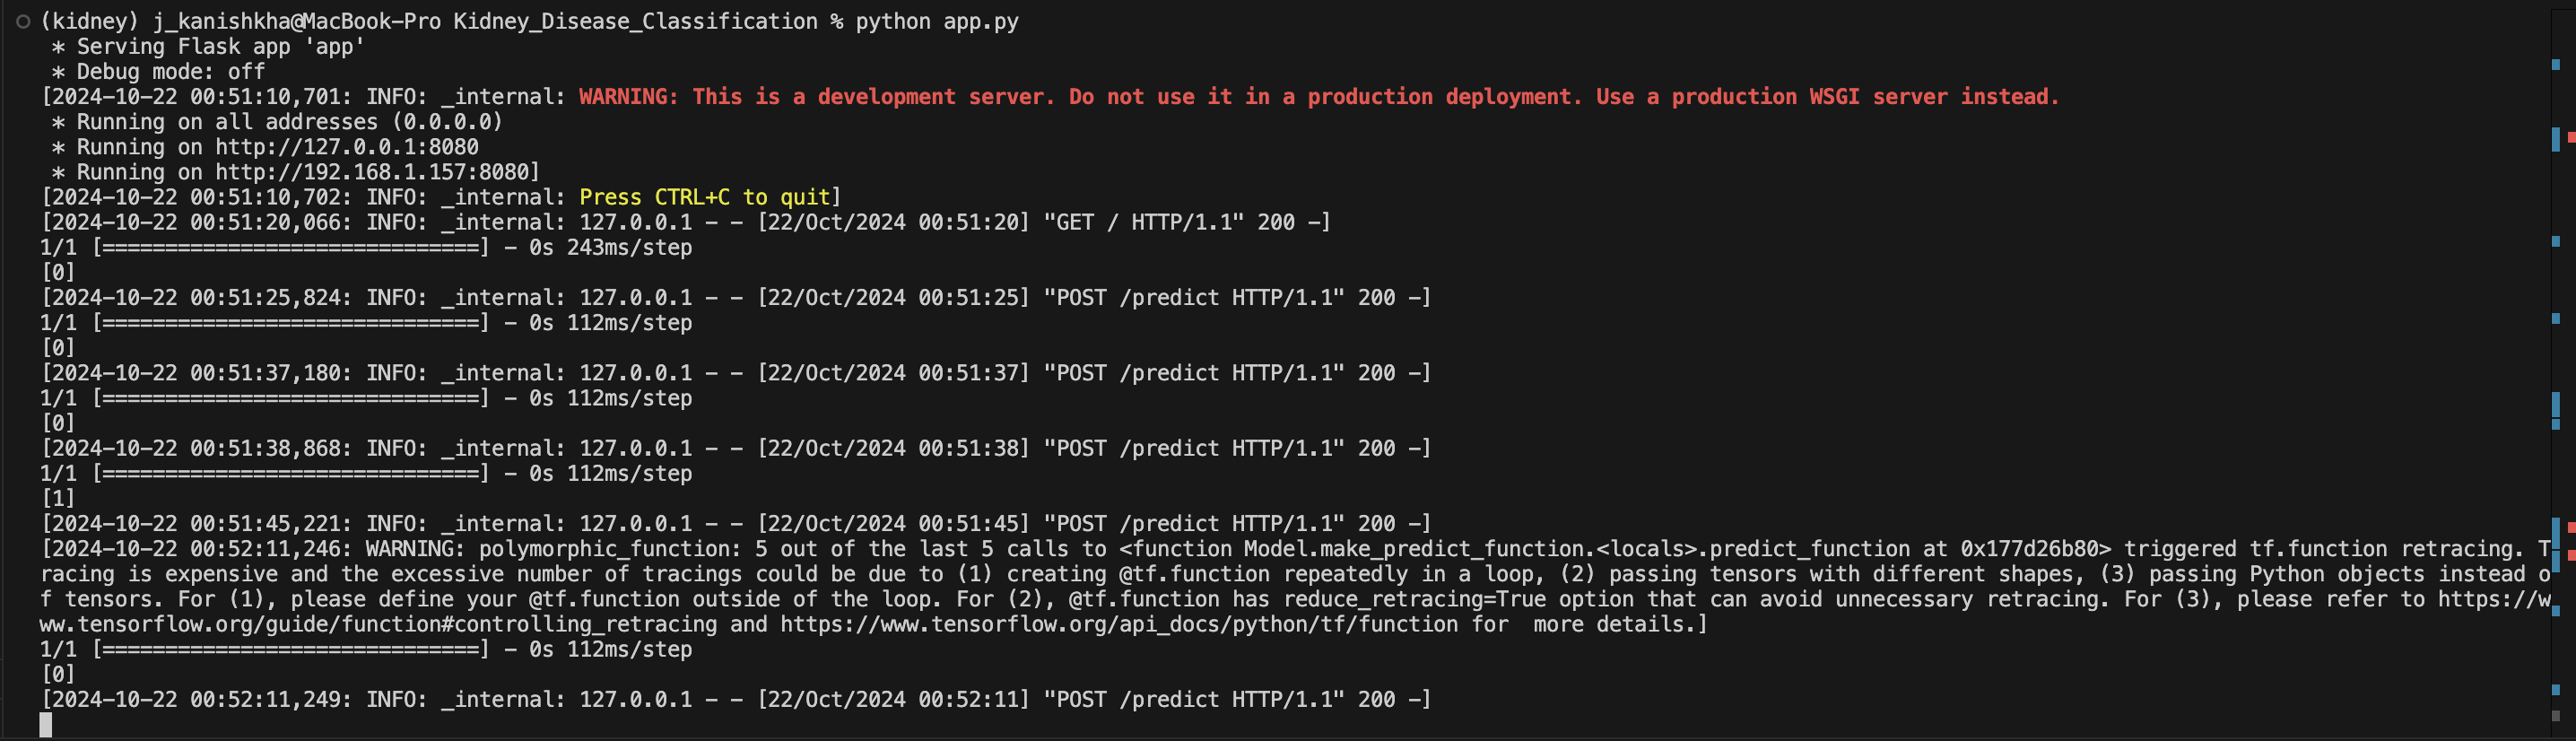 (kidney) j_kanishkha@MacBook-Pro Kidney_Disease_Classification % python app.py
 * Serving Flask app 'app'
 * Debug mode: off
[2024-10-22 00:51:10,701: INFO: _internal: WARNING: This is a development server. Do not use it in a production deployment. Use a production WSGI server instead.
 * Running on all addresses (0.0.0.0)
 * Running on http://127.0.0.1:8080
 * Running on http://192.168.1.157:8080]
[2024-10-22 00:51:10,702: INFO: _internal: Press CTRL+C to quit]
[2024-10-22 00:51:20,066: INFO: _internal: 127.0.0.1 - - [22/Oct/2024 00:51:20] "GET / HTTP/1.1" 200 -]
1/1 [==============================] - 0s 243ms/step
[0]
[2024-10-22 00:51:25,824: INFO: _internal: 127.0.0.1 - - [22/Oct/2024 00:51:25] "POST /predict HTTP/1.1" 200 -]
1/1 [==============================] - 0s 112ms/step
[0]
[2024-10-22 00:51:37,180: INFO: _internal: 127.0.0.1 - - [22/Oct/2024 00:51:37] "POST /predict HTTP/1.1" 200 -]
1/1 [==============================] - 0s 112ms/step
[0]
[2024-10-22 00:51:38,868: INFO: _internal: 127.0.0.1 - - [22/Oct/2024 00:51:38] "POST /predict HTTP/1.1" 200 -]
1/1 [==============================] - 0s 112ms/step
[1]
[2024-10-22 00:51:45,221: INFO: _internal: 127.0.0.1 - - [22/Oct/2024 00:51:45] "POST /predict HTTP/1.1" 200 -]
[2024-10-22 00:52:11,246: WARNING: polymorphic_function: 5 out of the last 5 calls to <function Model.make_predict_function.<locals>.predict_function at 0x177d26b80> triggered tf.function retracing. T
racing is expensive and the excessive number of tracings could be due to (1) creating @tf.function repeatedly in a loop, (2) passing tensors with different shapes, (3) passing Python objects instead o
f tensors. For (1), please define your @tf.function outside of the loop. For (2), @tf.function has reduce_retracing=True option that can avoid unnecessary retracing. For (3), please refer to https://w
ww.tensorflow.org/guide/function#controlling_retracing and https://www.tensorflow.org/api_docs/python/tf/function for  more details.]
1/1 [==============================] - 0s 112ms/step
[0]
[2024-10-22 00:52:11,249: INFO: _internal: 127.0.0.1 - - [22/Oct/2024 00:52:11] "POST /predict HTTP/1.1" 200 -]